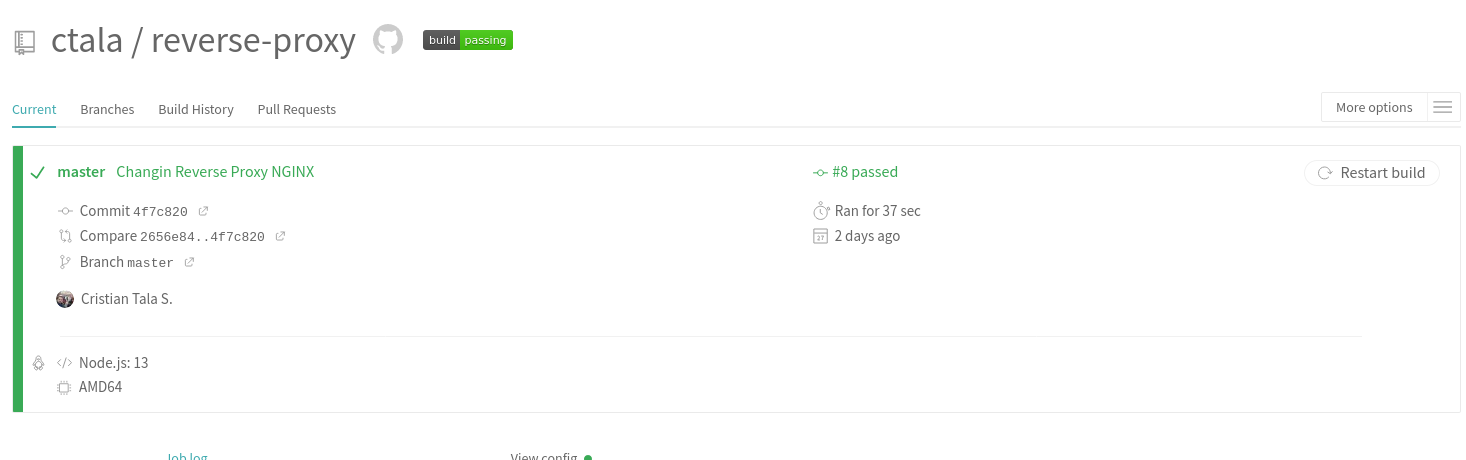 ctala / reverse-proxy
build passing
Current Branches Build History Pull Requests
More options
master Changin Reverse Proxy NGINX
#8 passed
Restart build
Commit 4f7c820
Ran for 37 sec
Compare 2656e84..4f7c820
2 days ago
Branch master
Cristian Tala S.
Node.js: 13
AMD64
Job log
View config